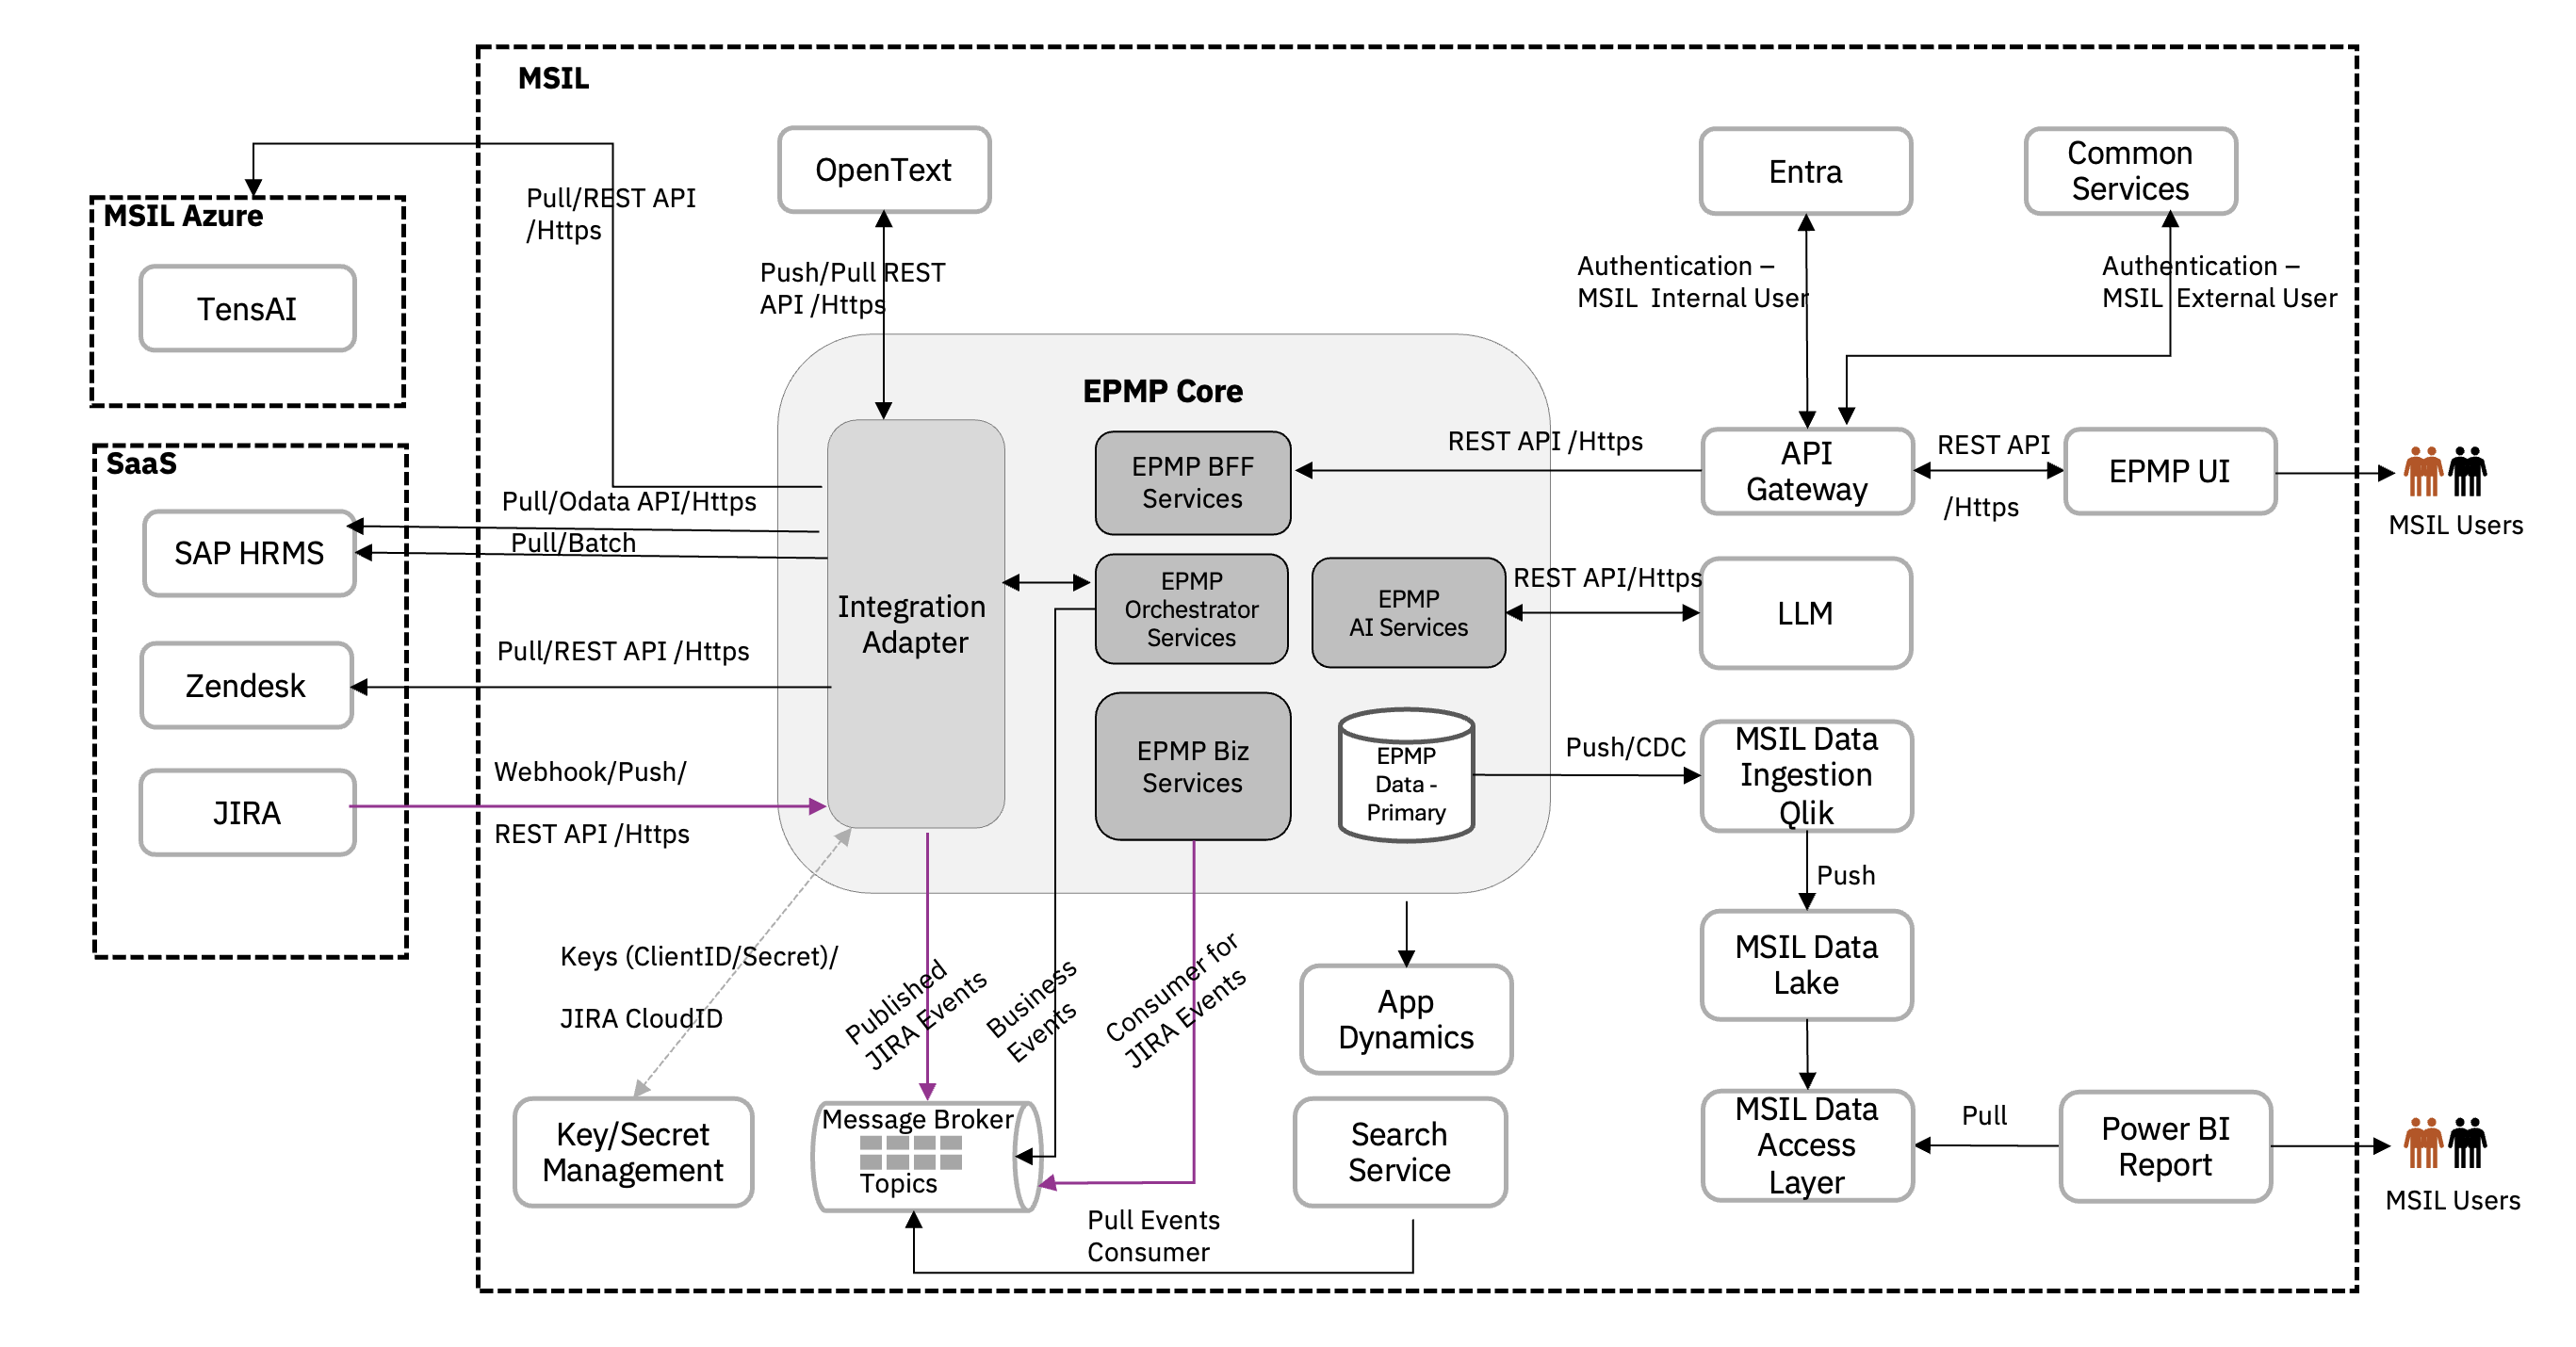 MSIL
OpenText
Entra
Common
Services
Pull/REST API
/Https
MSIL Azure
TensAI
Push/Pull REST
API /Https
Authentication –
MSIL  Internal User
Authentication –
MSIL  External User
EPMP Core
SaaS
SAP HRMS
Zendesk
JIRA
Pull/Odata API/Https
Pull/Batch
Pull/REST API /Https
Webhook/Push/
REST API /Https
Integration
Adapter
EPMP BFF
Services
EPMP
Orchestrator
Services
EPMP
AI Services
EPMP Biz
Services
EPMP
Data -
Primary
REST API /Https
API
Gateway
REST API
/Https
EPMP UI
MSIL Users
REST API/Https
LLM
Push/CDC
MSIL Data
Ingestion
Qlik
Push
MSIL Data
Lake
Keys (ClientID/Secret)/
JIRA CloudID
Published
JIRA Events
Business
Events
Consumer for
JIRA Events
App
Dynamics
Key/Secret
Management
Message Broker
Topics
Search
Service
MSIL Data
Access
Layer
Pull
Power BI
Report
MSIL Users
Pull Events
Consumer